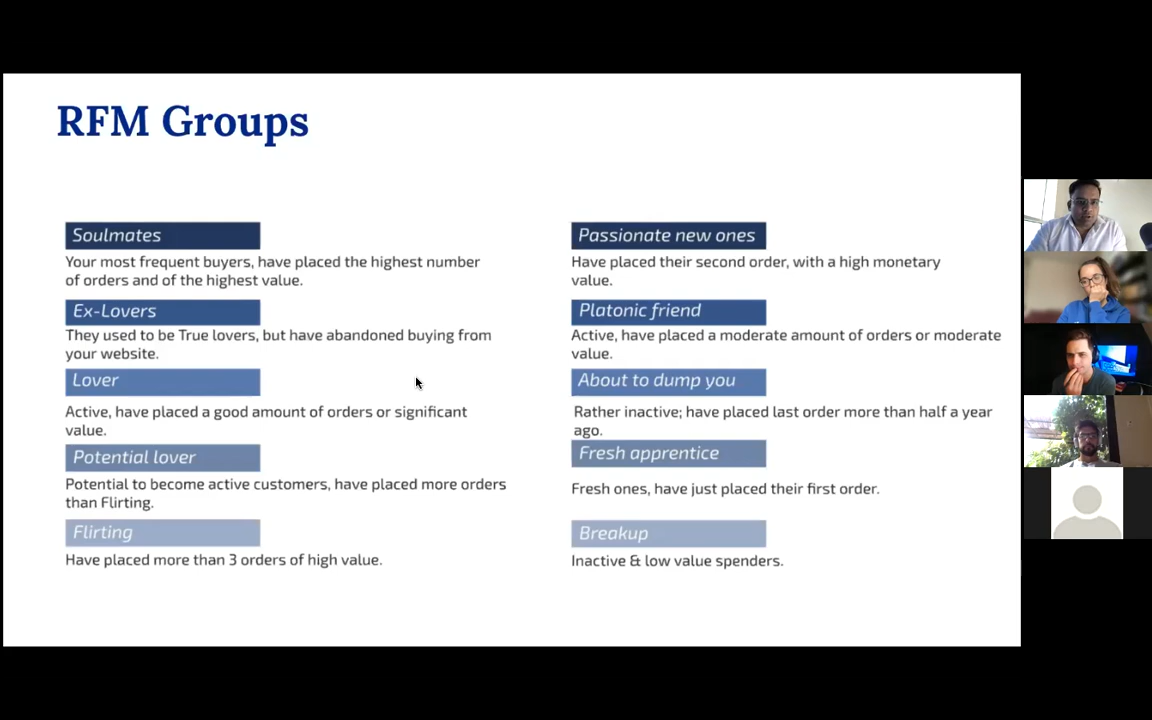 RFM Groups
Soulmates
Your most frequent buyers, have placed the highest number
of orders and of the highest value.
Ex-Lovers
They used to be True lovers, but have abandoned buying from
your website.
Lover
Active, have placed a good amount of orders or significant
value.
Potential lover
Potential to become active customers, have placed more orders
than Flirting.
Flirting
Have placed more than 3 orders of high value.
Passionate new ones
Have placed their second order, with a high monetary
value.
Platonic friend
Active, have placed a moderate amount of orders or moderate
value.
About to dump you
Rather inactive; have placed last order more than half a year
ago.
Fresh apprentice
Fresh ones, have just placed their first order.
Breakup
Inactive & low value spenders.